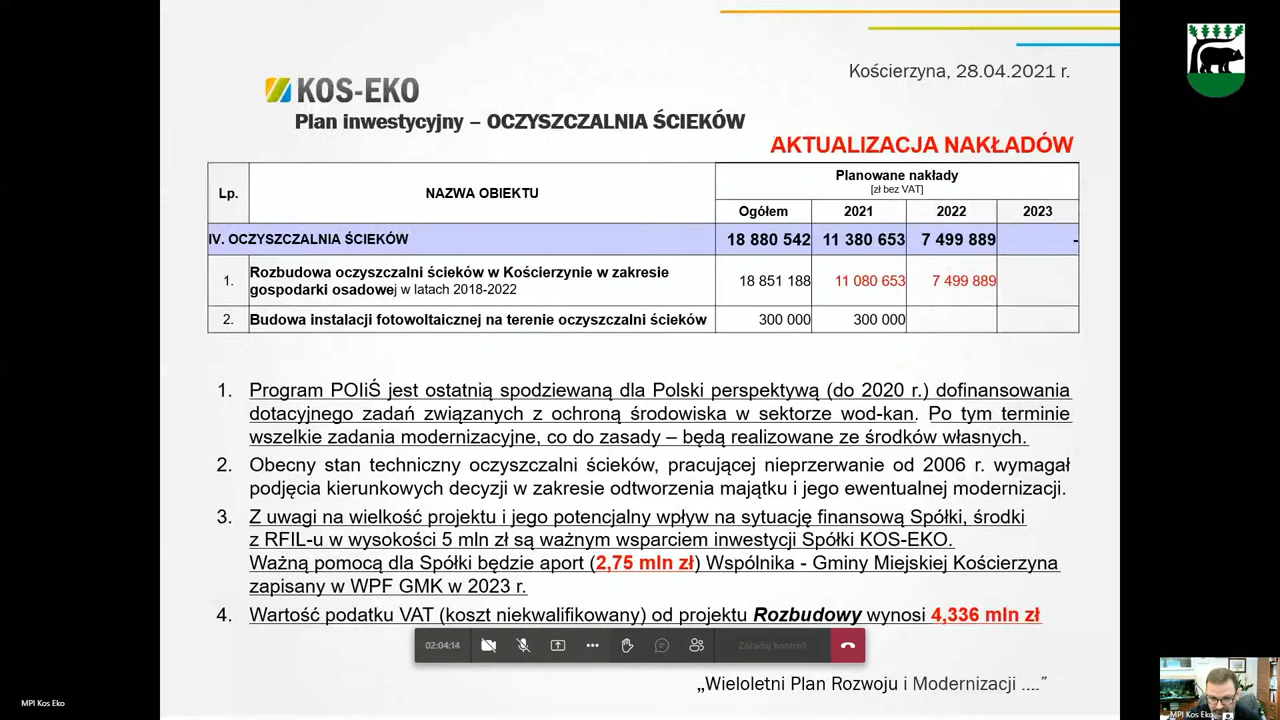 Kościerzyna, 28.04.2021 r.
KOS-EKO
Plan inwestycyjny – OCZYSZCZALNIA ŚCIEKÓW
AKTUALIZACJA NAKŁADÓW
Lp. NAZWA OBIEKTU Planowane nakłady
[zł bez VAT]
Ogółem 2021 2022 2023
IV. OCZYSZCZALNIA ŚCIEKÓW 18 880 542 11 380 653 7 499 889 -
1. Rozbudowa oczyszczalni ścieków w Kościerzynie w zakresie
gospodarki osadowej w latach 2018-2022 18 851 188 11 080 653 7 499 889
2. Budowa instalacji fotowoltaicznej na terenie oczyszczalni ścieków 300 000 300 000
1. Program POIiŚ jest ostatnią spodziewaną dla Polski perspektywą (do 2020 r.) dofinansowania
dotacyjnego zadań związanych z ochroną środowiska w sektorze wod-kan. Po tym terminie
wszelkie zadania modernizacyjne, co do zasady – będą realizowane ze środków własnych.
2. Obecny stan techniczny oczyszczalni ścieków, pracującej nieprzerwanie od 2006 r. wymagał
podjęcia kierunkowych decyzji w zakresie odtworzenia majątku i jego ewentualnej modernizacji.
3. Z uwagi na wielkość projektu i jego potencjalny wpływ na sytuację finansową Spółki, środki
z RFIL-u w wysokości 5 mln zł są ważnym wsparciem inwestycji Spółki KOS-EKO.
Ważną pomocą dla Spółki będzie aport (2,75 mln zł) Wspólnika - Gminy Miejskiej Kościerzyna
zapisany w WPF GMK w 2023 r.
4. Wartość podatku VAT (koszt niekwalifikowany) od projektu Rozbudowy wynosi 4,336 mln zł
02:04:14 Zażądaj kontroli
„Wieloletni Plan Rozwoju i Modernizacji ....”
MPI Kos Eko
MPI Kos Eko